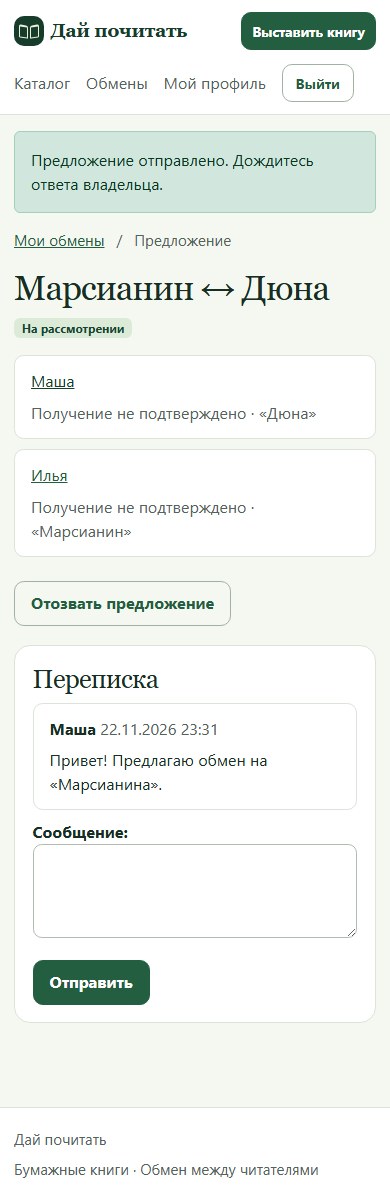 Дай почитать
Выставить книгу
Каталог Обмены Мой профиль Выйти
Предложение отправлено. Дождитесь
ответа владельца.
Мои обмены / Предложение
Марсианин ↔ Дюна
На рассмотрении
Маша
Получение не подтверждено · «Дюна»
Илья
Получение не подтверждено ·
«Марсианин»
Отозвать предложение
Переписка
Маша 22.11.2026 23:31
Привет! Предлагаю обмен на
«Марсианина».
Сообщение:
Отправить
Дай почитать
Бумажные книги · Обмен между читателями